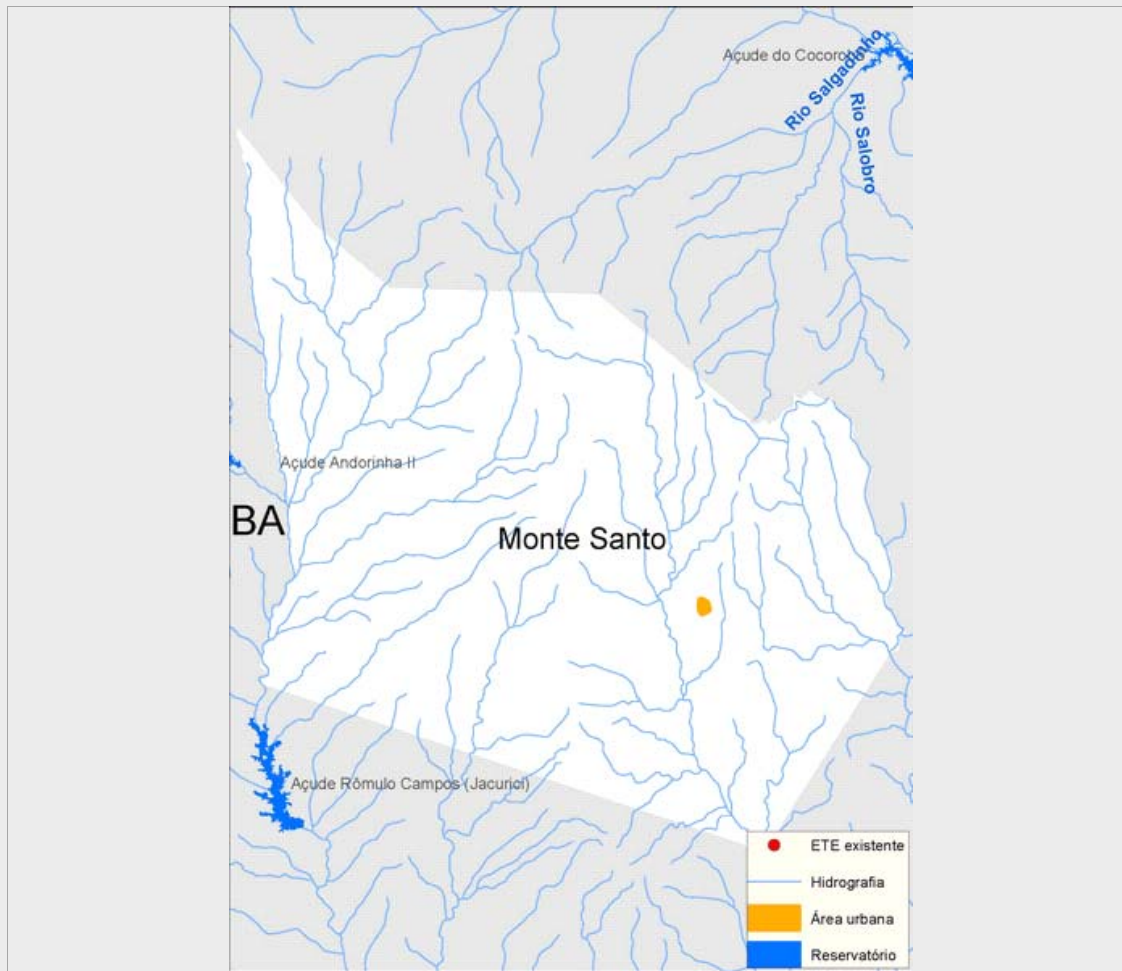 Açude do Cocorobó
Rio Salgadinho
Rio Salobro
Açude Andorinha II
BA
Monte Santo
Açude Rômulo Campos (Jacurici)
ETE existente
Hidrografia
Área urbana
Reservatório